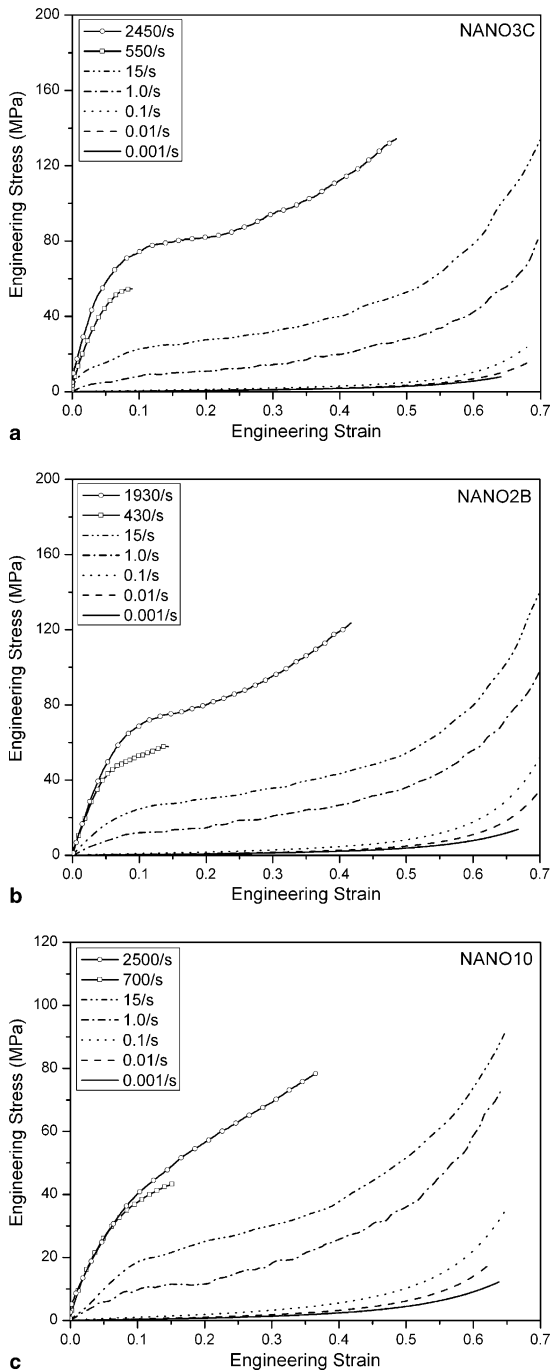 200
160
120
80
40
0
Engineering Stress (MPa)
NANO3C
2450/s
550/s
15/s
1.0/s
0.1/s
0.01/s
0.001/s
0.0 0.1 0.2 0.3 0.4 0.5 0.6 0.7
Engineering Strain
a
200
160
120
80
40
0
Engineering Stress (MPa)
NANO2B
1930/s
430/s
15/s
1.0/s
0.1/s
0.01/s
0.001/s
0.0 0.1 0.2 0.3 0.4 0.5 0.6 0.7
Engineering Strain
b
120
100
80
60
40
20
0
Engineering Stress (MPa)
NANO10
2500/s
700/s
15/s
1.0/s
0.1/s
0.01/s
0.001/s
0.0 0.1 0.2 0.3 0.4 0.5 0.6 0.7
Engineering Strain
c